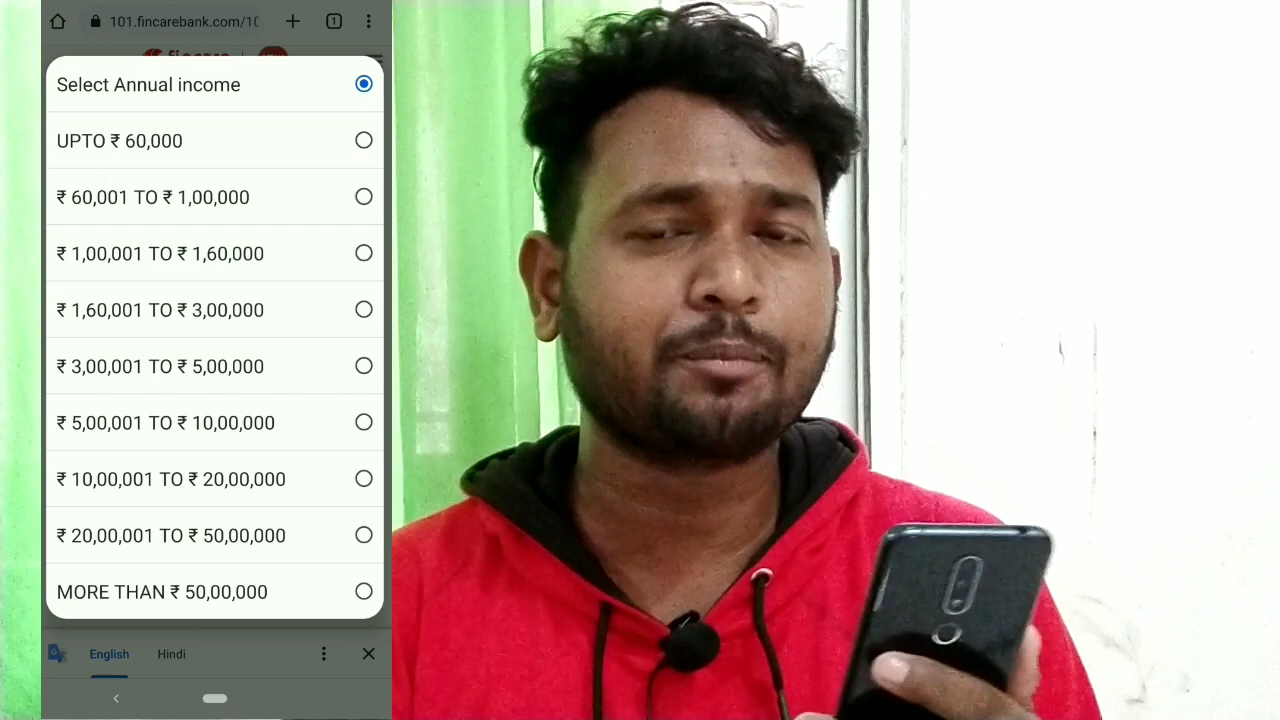 101.fincarebank.com/10
1
fincare
Select Annual income
UPTO ₹ 60,000
₹ 60,001 TO ₹ 1,00,000
₹ 1,00,001 TO ₹ 1,60,000
₹ 1,60,001 TO ₹ 3,00,000
₹ 3,00,001 TO ₹ 5,00,000
₹ 5,00,001 TO ₹ 10,00,000
₹ 10,00,001 TO ₹ 20,00,000
₹ 20,00,001 TO ₹ 50,00,000
MORE THAN ₹ 50,00,000
English Hindi